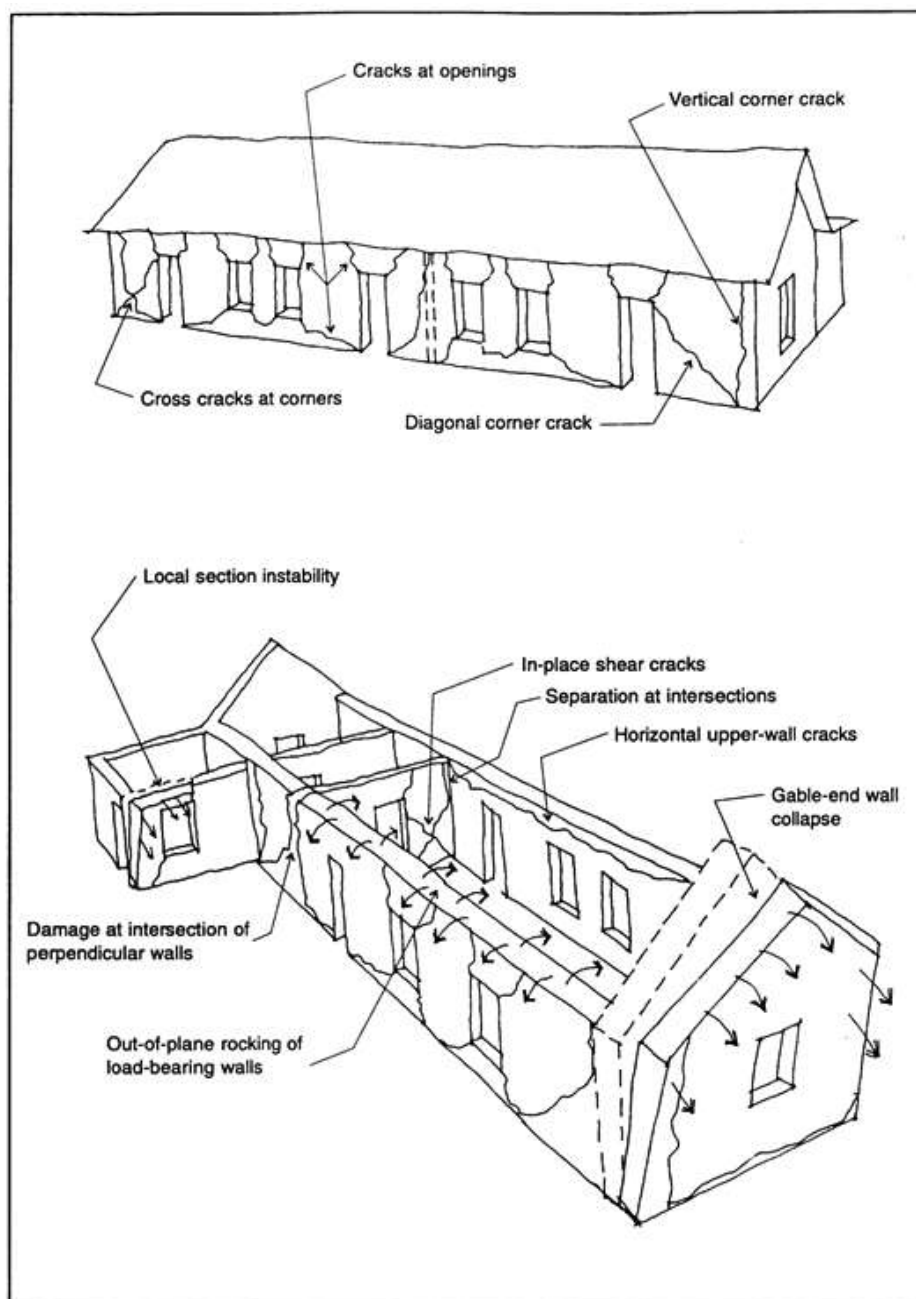 Cracks at openings
Vertical corner crack
Cross cracks at corners
Diagonal corner crack
Local section instability
In-place shear cracks
Separation at intersections
Horizontal upper-wall cracks
Gable-end wall
collapse
Damage at intersection of
perpendicular walls
Out-of-plane rocking of
load-bearing walls